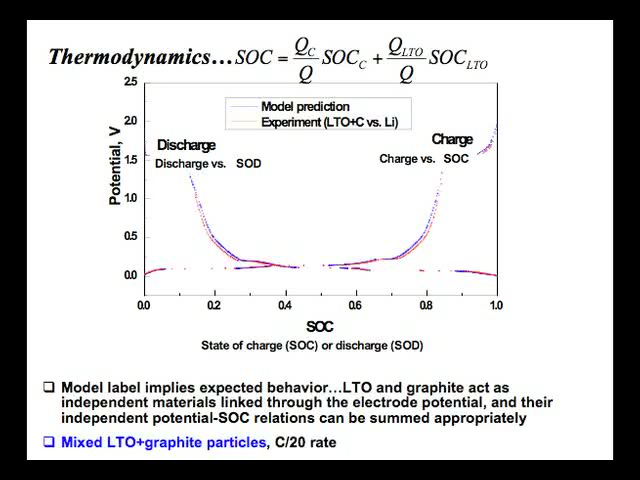 Thermodynamics…SOC = Q_C/Q SOC_C + Q_LTO/Q SOC_LTO
2.5
2.0
1.5
1.0
0.5
0.0
Potential, V
Model prediction
Experiment (LTO+C vs. Li)
Discharge
Discharge vs. SOD
Charge
Charge vs. SOC
0.0 0.2 0.4 0.6 0.8 1.0
SOC
State of charge (SOC) or discharge (SOD)
❑ Model label implies expected behavior…LTO and graphite act as
independent materials linked through the electrode potential, and their
independent potential-SOC relations can be summed appropriately
❑ Mixed LTO+graphite particles, C/20 rate